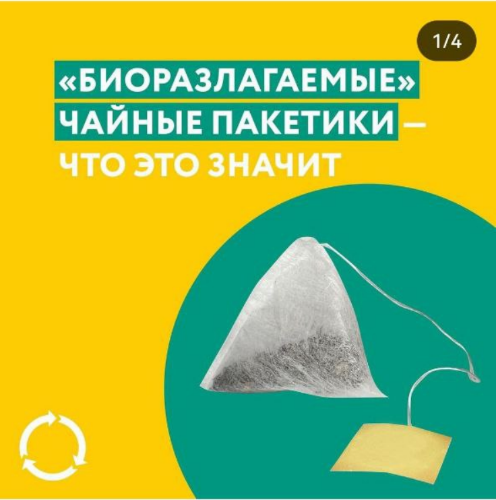 1/4
«БИОРАЗЛАГАЕМЫЕ»
ЧАЙНЫЕ ПАКЕТИКИ —
ЧТО ЭТО ЗНАЧИТ